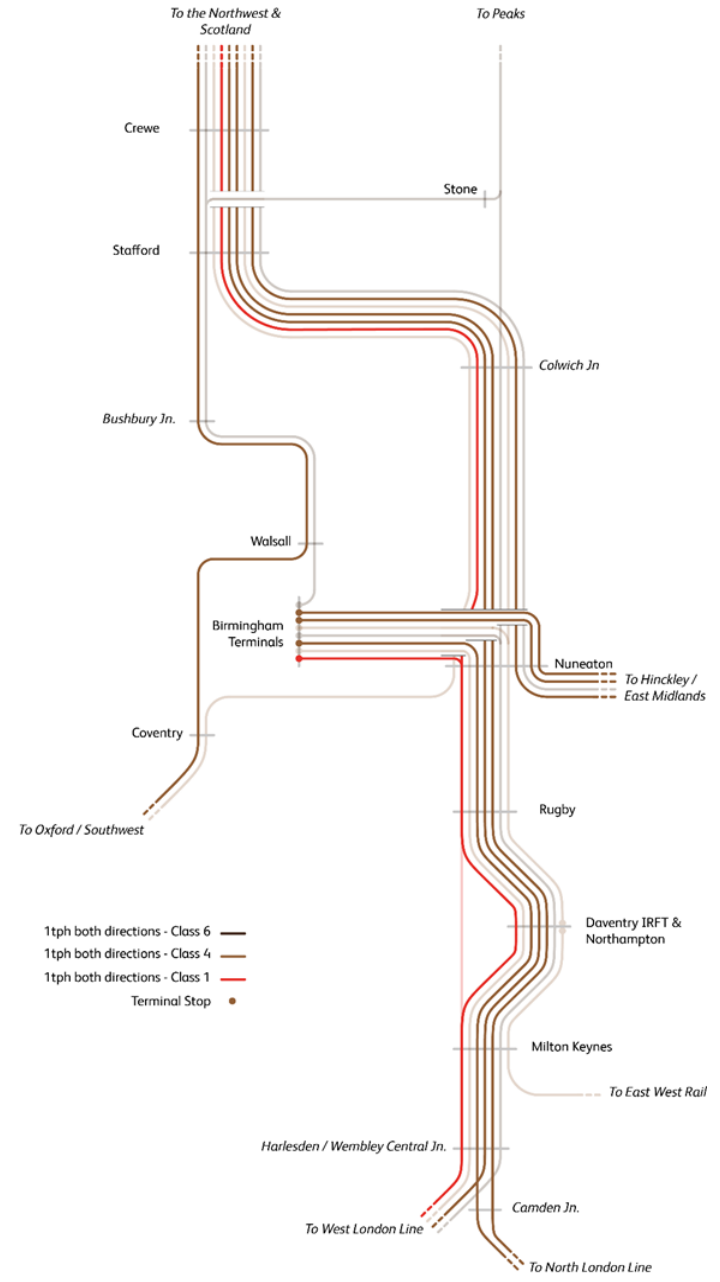 To the Northwest &
Scotland
To Peaks
Crewe
Stone
Stafford
Colwich Jn
Bushbury Jn.
Walsall
Birmingham
Terminals
Nuneaton
To Hinckley /
East Midlands
Coventry
Rugby
To Oxford / Southwest
Daventry IRFT &
Northampton
1tph both directions - Class 6
1tph both directions - Class 4
1tph both directions - Class 1
Terminal Stop
Milton Keynes
To East West Rail
Harlesden / Wembley Central Jn.
Camden Jn.
To West London Line
To North London Line